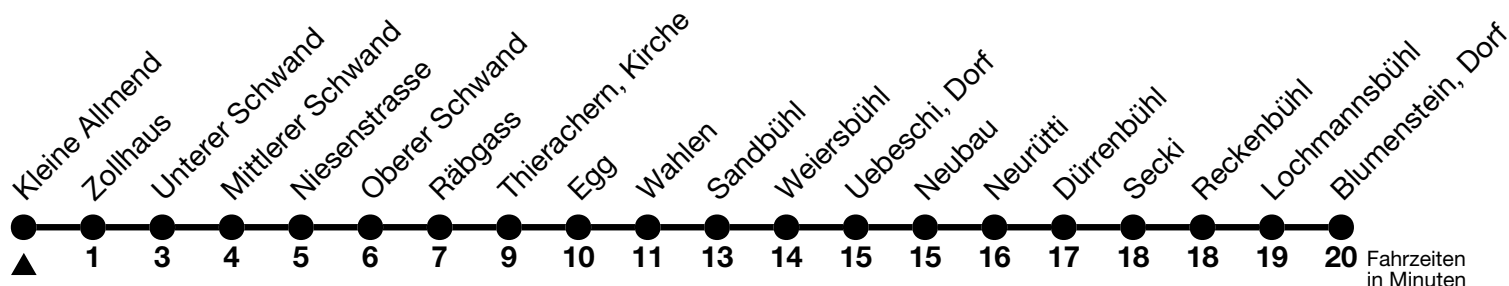 Kleine Allmend
Zollhaus
Unterer Schwand
Mittlerer Schwand
Niesenstrasse
Oberer Schwand
Räbgass
Thierachern, Kirche
Egg
Wahlen
Sandbühl
Weiersbühl
Uebeschi, Dorf
Neubau
Neurütti
Dürrenbühl
Secki
Reckenbühl
Lochmannsbühl
Blumenstein, Dorf
1 3 4 5 6 7 9 10 11 13 14 15 15 16 17 18 18 19 20 Fahrzeiten
in Minuten